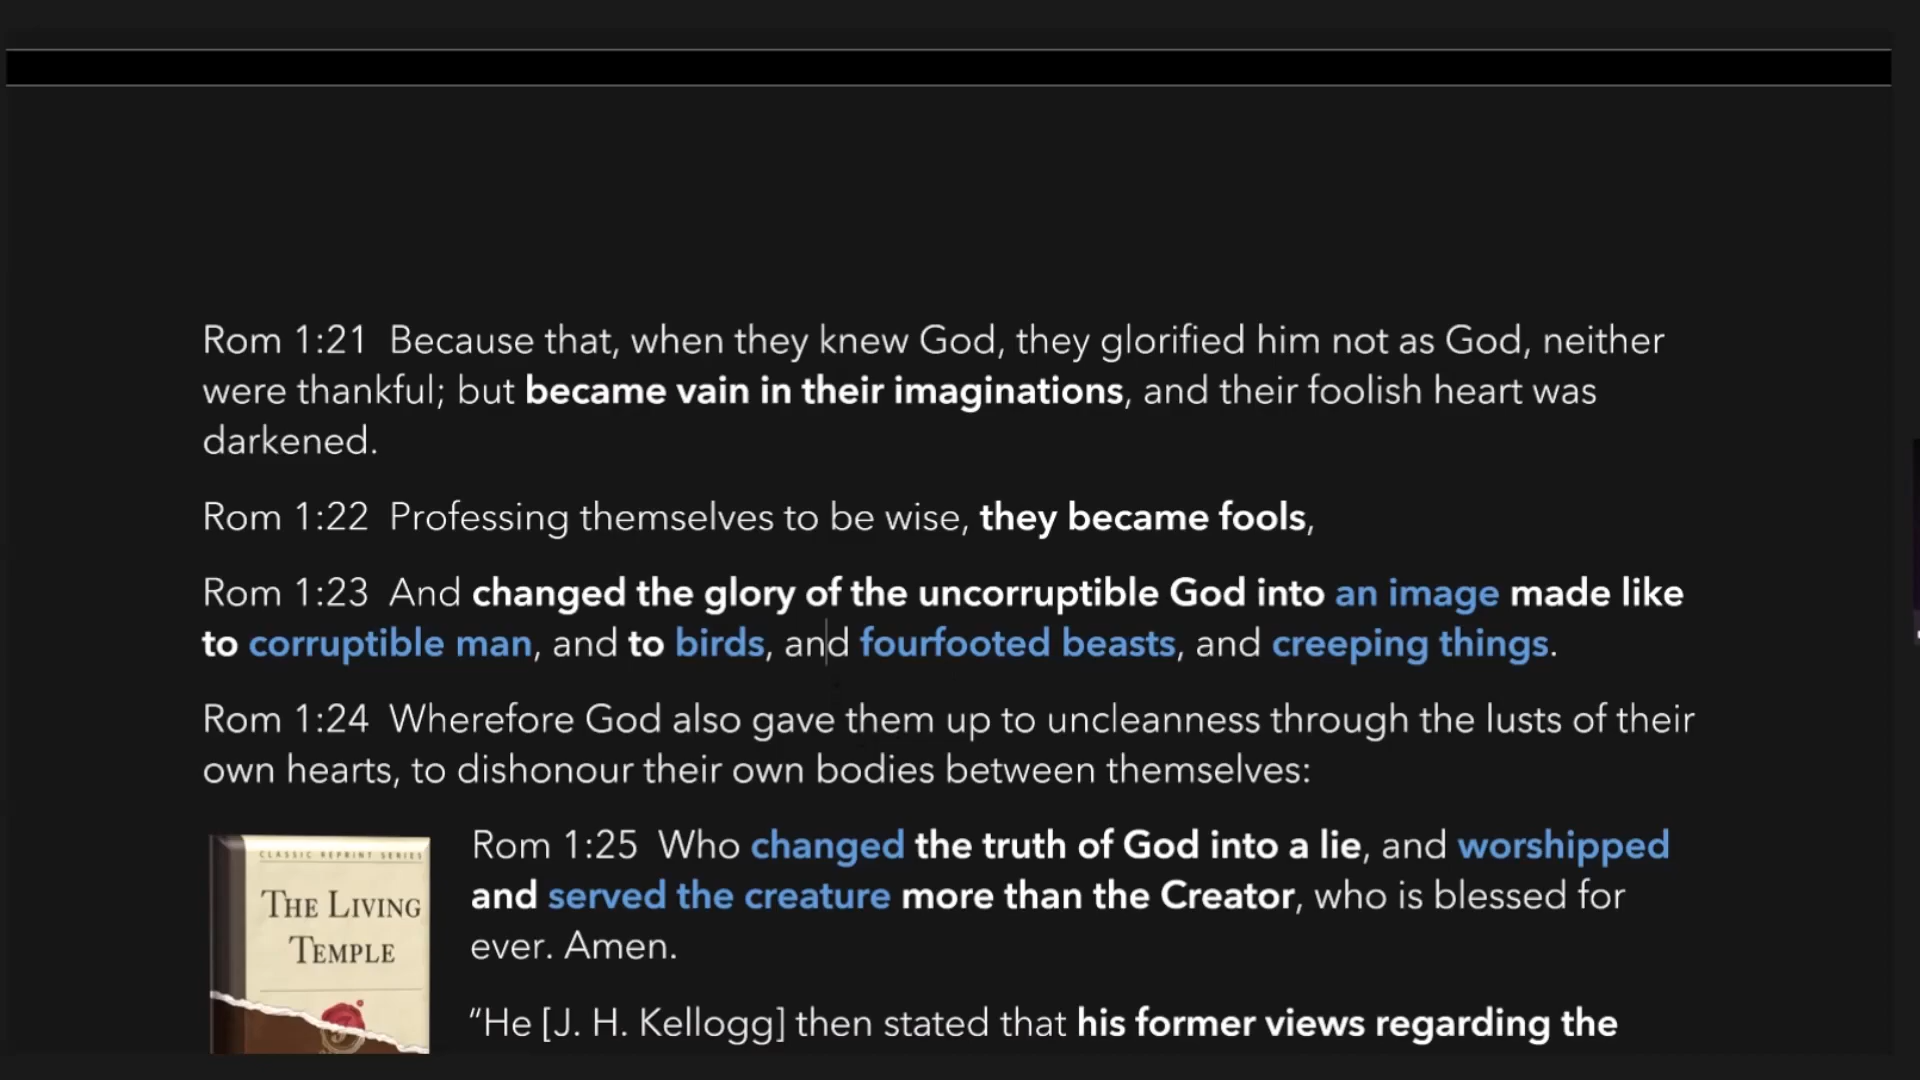 Rom 1:21  Because that, when they knew God, they glorified him not as God, neither
were thankful; but became vain in their imaginations, and their foolish heart was
darkened.
Rom 1:22  Professing themselves to be wise, they became fools,
Rom 1:23  And changed the glory of the uncorruptible God into an image made like
to corruptible man, and to birds, and fourfooted beasts, and creeping things.
Rom 1:24  Wherefore God also gave them up to uncleanness through the lusts of their
own hearts, to dishonour their own bodies between themselves:
CLASSIC REPRINT SERIES
THE LIVING
TEMPLE
Rom 1:25  Who changed the truth of God into a lie, and worshipped
and served the creature more than the Creator, who is blessed for
ever. Amen.
“He [J. H. Kellogg] then stated that his former views regarding the